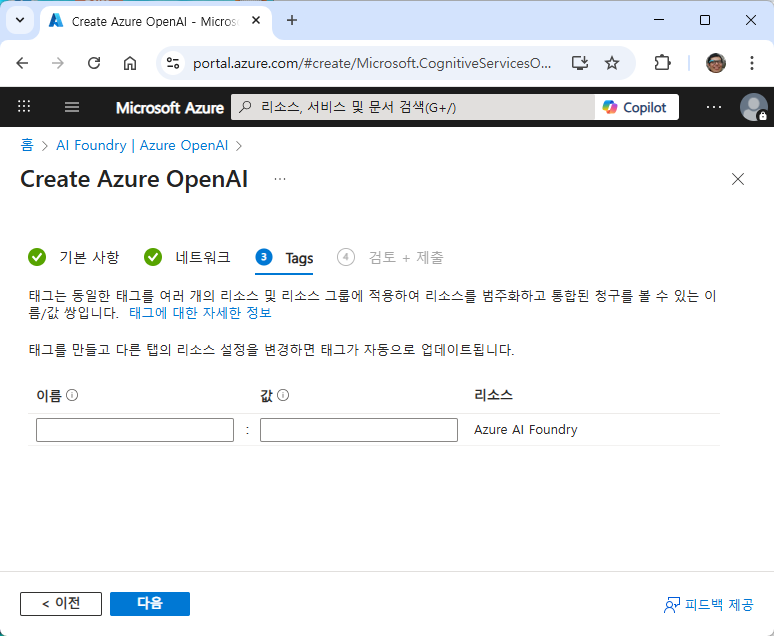 Create Azure OpenAI - Micros
portal.azure.com/#create/Microsoft.CognitiveServicesO...
Microsoft Azure
리소스, 서비스 및 문서 검색(G+/)
Copilot
홈 > AI Foundry | Azure OpenAI >
Create Azure OpenAI ...
기본 사항
네트워크
3 Tags
4 검토 + 제출
태그는 동일한 태그를 여러 개의 리소스 및 리소스 그룹에 적용하여 리소스를 범주화하고 통합된 청구를 볼 수 있는 이
름/값 쌍입니다. 태그에 대한 자세한 정보
태그를 만들고 다른 탭의 리소스 설정을 변경하면 태그가 자동으로 업데이트됩니다.
이름 값 리소스
: Azure AI Foundry
< 이전 다음 피드백 제공